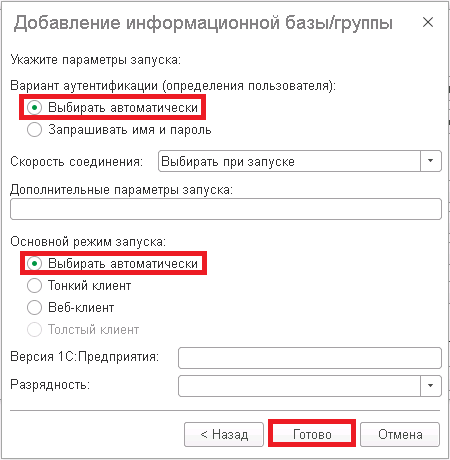 Добавление информационной базы/группы
Укажите параметры запуска:
Вариант аутентификации (определения пользователя):
Выбирать автоматически
Запрашивать имя и пароль
Скорость соединения: Выбирать при запуске
Дополнительные параметры запуска:
Основной режим запуска:
Выбирать автоматически
Тонкий клиент
Веб-клиент
Толстый клиент
Версия 1С:Предприятия:
Разрядность:
< Назад Готово Отмена